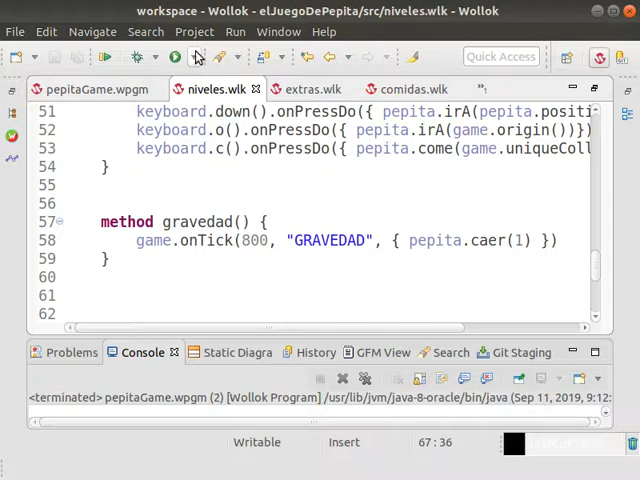 workspace - Wollok - elJuegoDePepita/src/niveles.wlk - Wollok
File Edit Navigate Search Project Run Window Help
Quick Access
pepitaGame.wpgm niveles.wlk extras.wlk comidas.wlk
51 keyboard.down().onPressDo({ pepita.irA(pepita.positi
52 keyboard.o().onPressDo({ pepita.irA(game.origin())})
53 keyboard.c().onPressDo({ pepita.come(game.uniqueColl
54 }
55
56
57 method gravedad() {
58 game.onTick(800, "GRAVEDAD", { pepita.caer(1) })
59 }
60
61
62
Problems Console Static Diagra History GFM View Search Git Staging
<terminated> pepitaGame.wpgm (2) [Wollok Program] /usr/lib/jvm/java-8-oracle/bin/java (Sep 11, 2019, 9:12:
Writable Insert 67 : 36